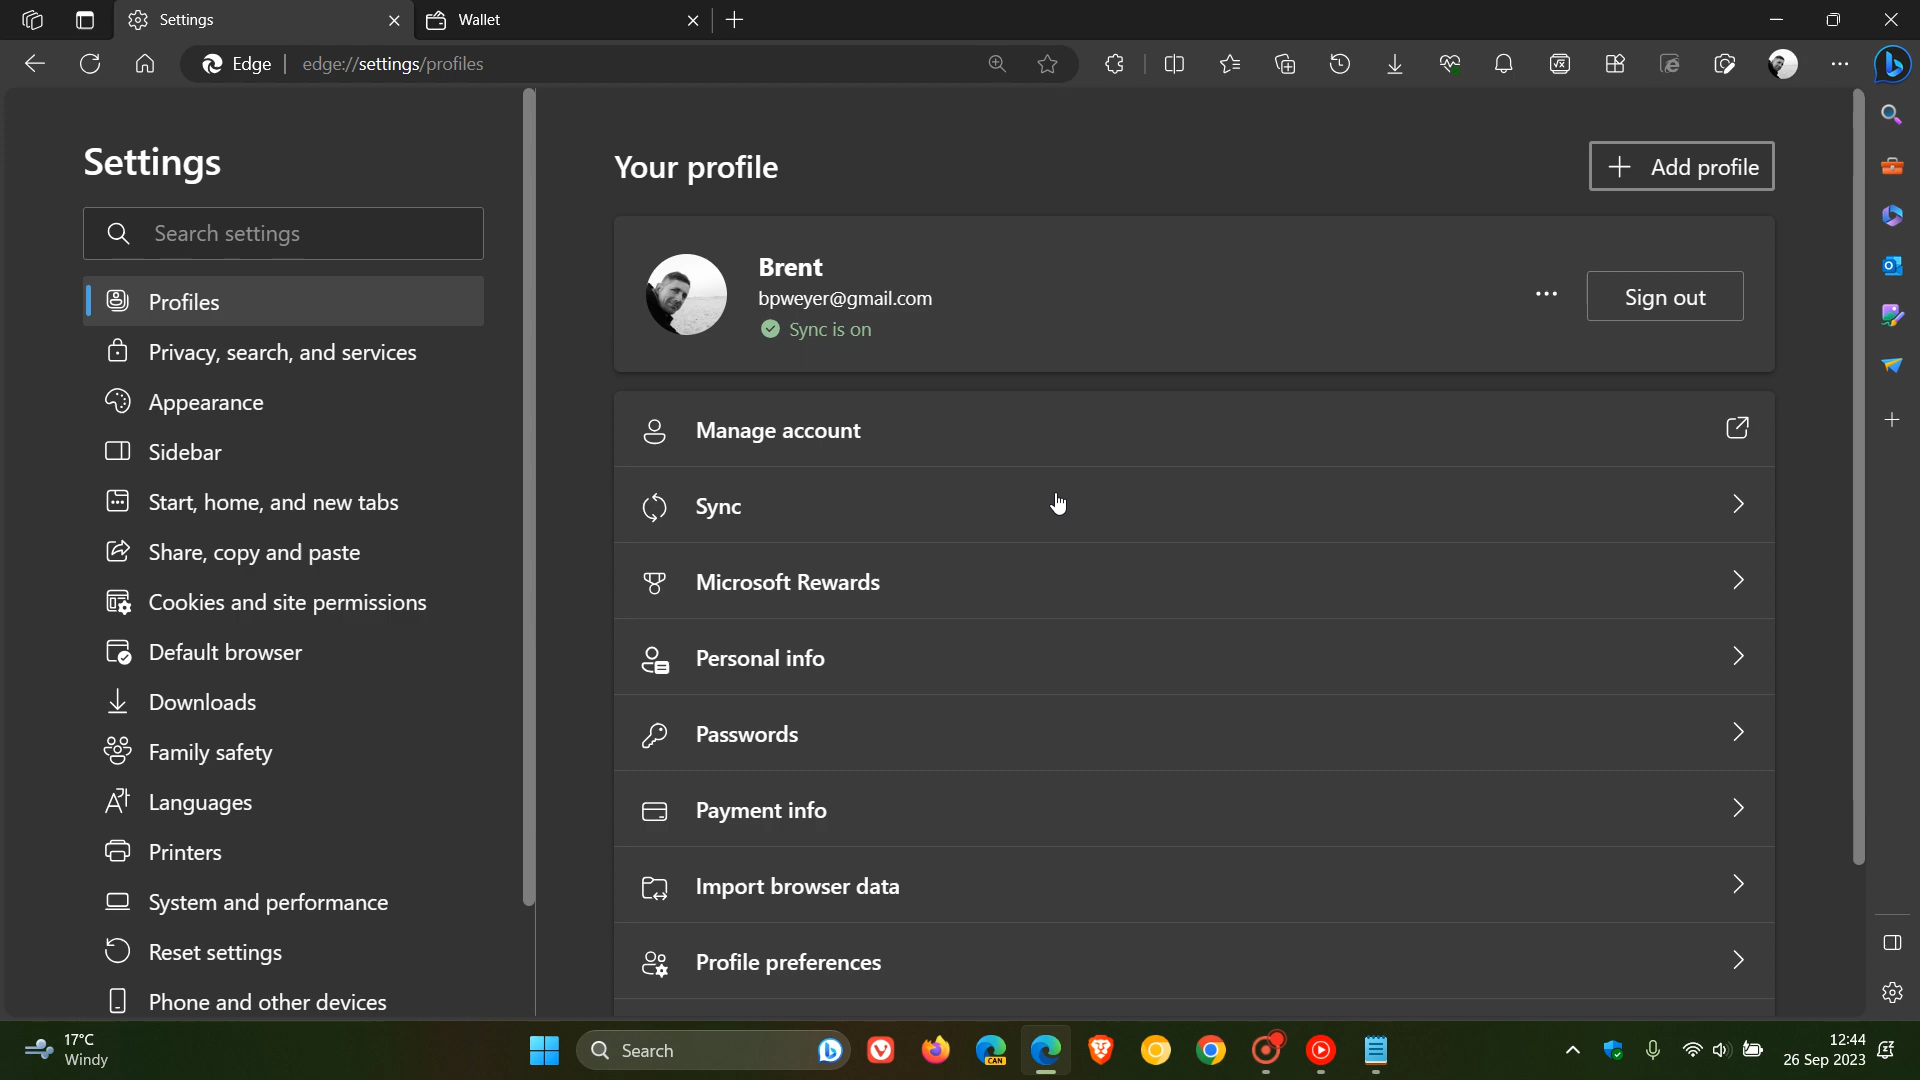 Settings
Wallet
Edge
edge://settings/profiles
Settings
Search settings
Profiles
Privacy, search, and services
Appearance
Sidebar
Start, home, and new tabs
Share, copy and paste
Cookies and site permissions
Default browser
Downloads
Family safety
Languages
Printers
System and performance
Reset settings
Phone and other devices
Your profile
Add profile
Brent
bpweyer@gmail.com
Sync is on
Sign out
Manage account
Sync
Microsoft Rewards
Personal info
Passwords
Payment info
Import browser data
Profile preferences
17°C
Windy
Search
CAN
12:44
26 Sep 2023